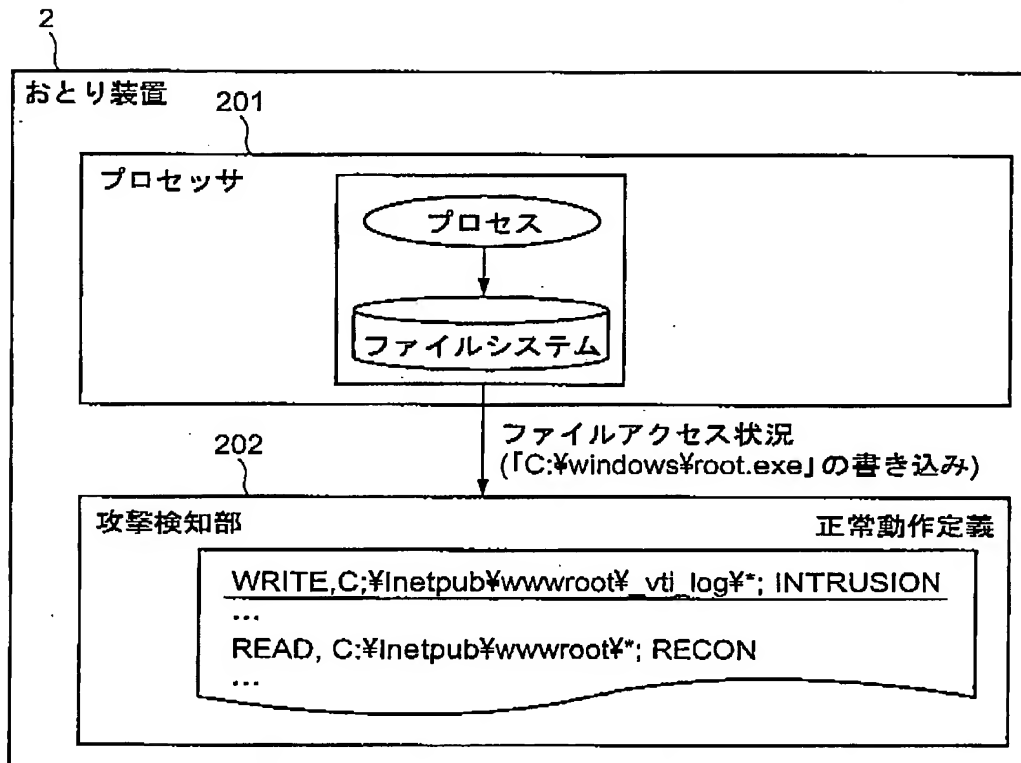 2
おとり装置
201
プロセッサ
プロセス
ファイルシステム
ファイルアクセス状況
(「C:¥windows¥root.exe」の書き込み)
202
攻撃検知部
正常動作定義
WRITE,C;¥Inetpub¥wwwroot¥_vti_log¥*; INTRUSION
...
READ, C:¥Inetpub¥wwwroot¥*; RECON
...